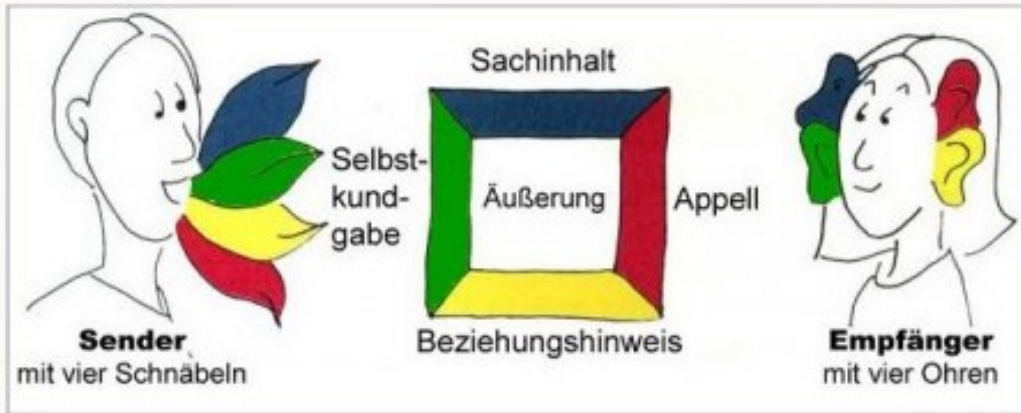 Sachinhalt
Selbst-
kund-
gabe
Äußerung
Appell
Beziehungshinweis
Sender
mit vier Schnäbeln
Empfänger
mit vier Ohren